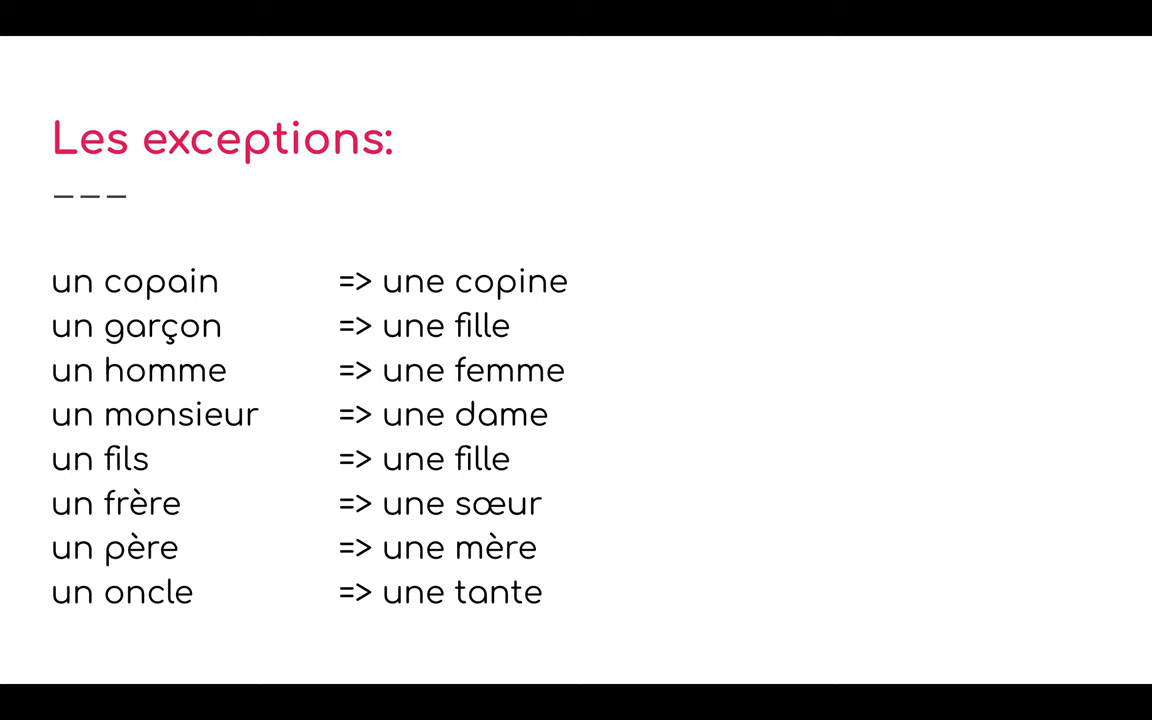 Les exceptions:
– – –
un copain => une copine
un garçon => une fille
un homme => une femme
un monsieur => une dame
un fils => une fille
un frère => une sœur
un père => une mère
un oncle => une tante